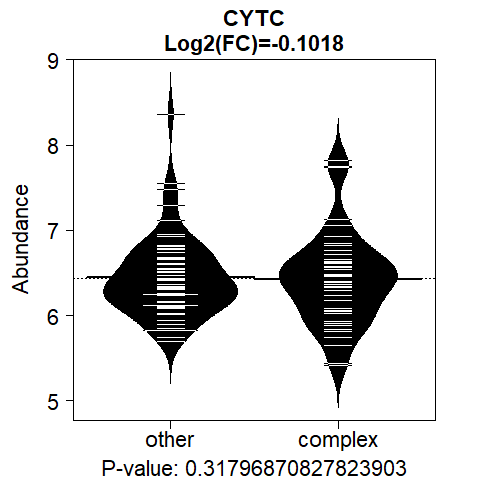 CYTC
Log2(FC)=-0.1018
Abundance
9
8
7
6
5
other complex
P-value: 0.31796870827823903